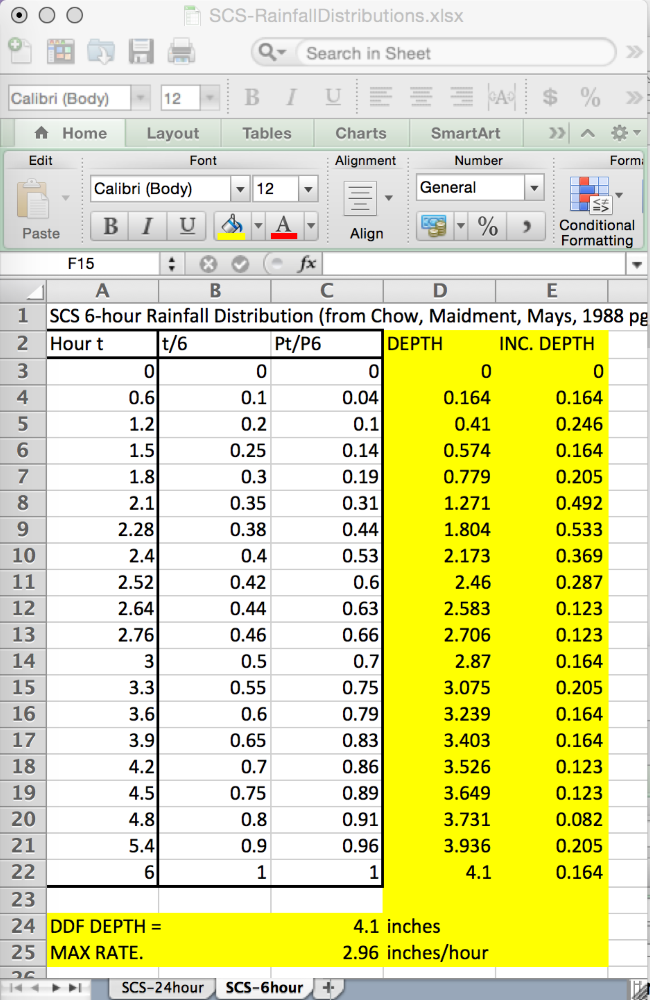 SCS-RainfallDistributions.xlsx
Search in Sheet
Calibri (Body) 12 B I U A $ %
Home Layout Tables Charts SmartArt
Edit Font Alignment Number Forma
Calibri (Body) 12 General
Paste B I U A Align % , Conditional
Formatting
F15 fx
A B C D E
1 SCS 6-hour Rainfall Distribution (from Chow, Maidment, Mays, 1988 pg
2 Hour t t/6 Pt/P6 DEPTH INC. DEPTH
3 0 0 0 0 0
4 0.6 0.1 0.04 0.164 0.164
5 1.2 0.2 0.1 0.41 0.246
6 1.5 0.25 0.14 0.574 0.164
7 1.8 0.3 0.19 0.779 0.205
8 2.1 0.35 0.31 1.271 0.492
9 2.28 0.38 0.44 1.804 0.533
10 2.4 0.4 0.53 2.173 0.369
11 2.52 0.42 0.6 2.46 0.287
12 2.64 0.44 0.63 2.583 0.123
13 2.76 0.46 0.66 2.706 0.123
14 3 0.5 0.7 2.87 0.164
15 3.3 0.55 0.75 3.075 0.205
16 3.6 0.6 0.79 3.239 0.164
17 3.9 0.65 0.83 3.403 0.164
18 4.2 0.7 0.86 3.526 0.123
19 4.5 0.75 0.89 3.649 0.123
20 4.8 0.8 0.91 3.731 0.082
21 5.4 0.9 0.96 3.936 0.205
22 6 1 1 4.1 0.164
23
24 DDF DEPTH = 4.1 inches
25 MAX RATE. 2.96 inches/hour
26
SCS-24hour SCS-6hour +